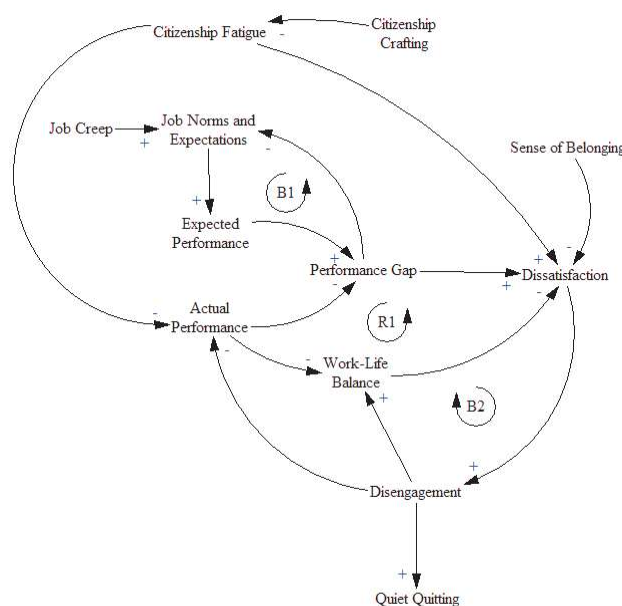 Citizenship Fatigue
-
Citizenship
Crafting
Job Creep
+
Job Norms and
Expectations
-
Sense of Belonging
B1
+
Expected
Performance
-
+
+
Performance Gap
-
+
Dissatisfaction
-
Actual
Performance
-
-
R1
-
Work-Life
Balance
+
B2
+
Disengagement
+
Quiet Quitting